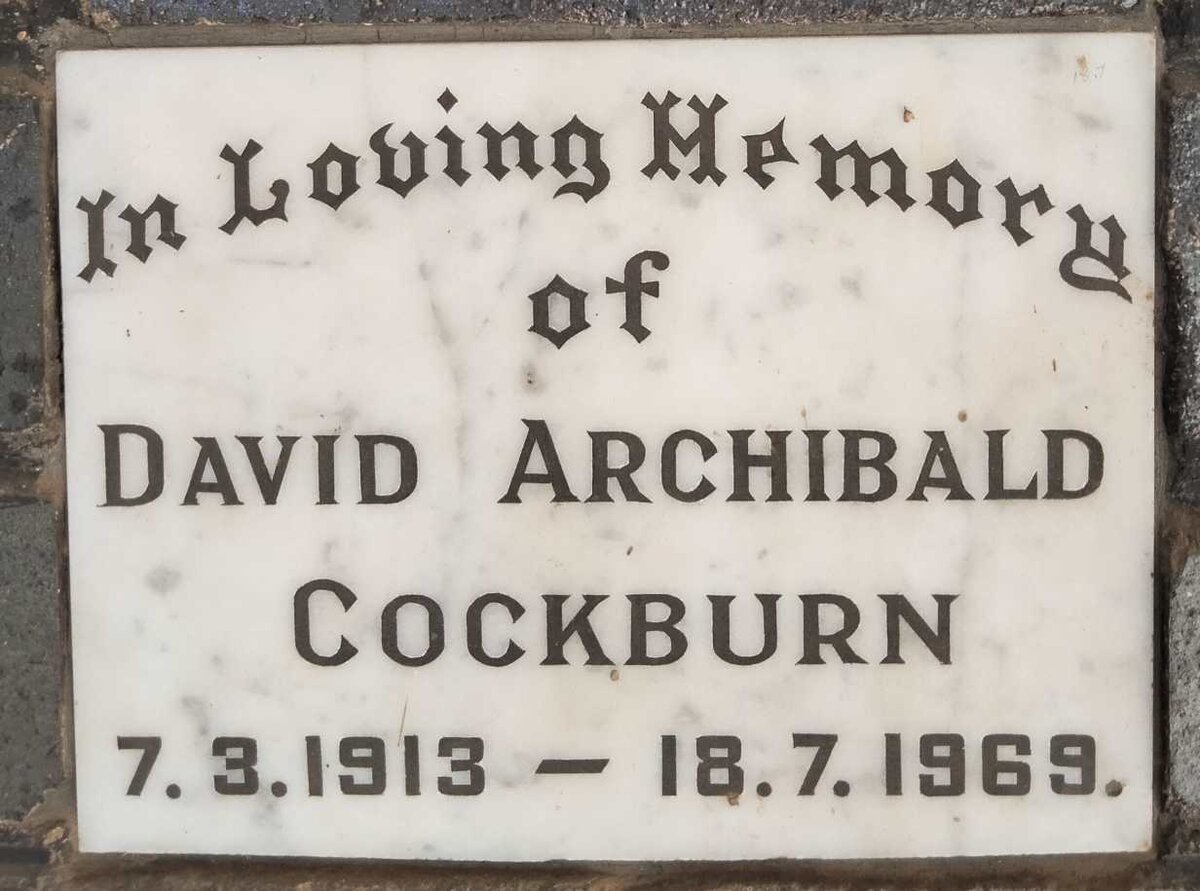 In Loving Memory
of
DAVID ARCHIBALD
COCKBURN
7.3.1913 — 18.7.1969.